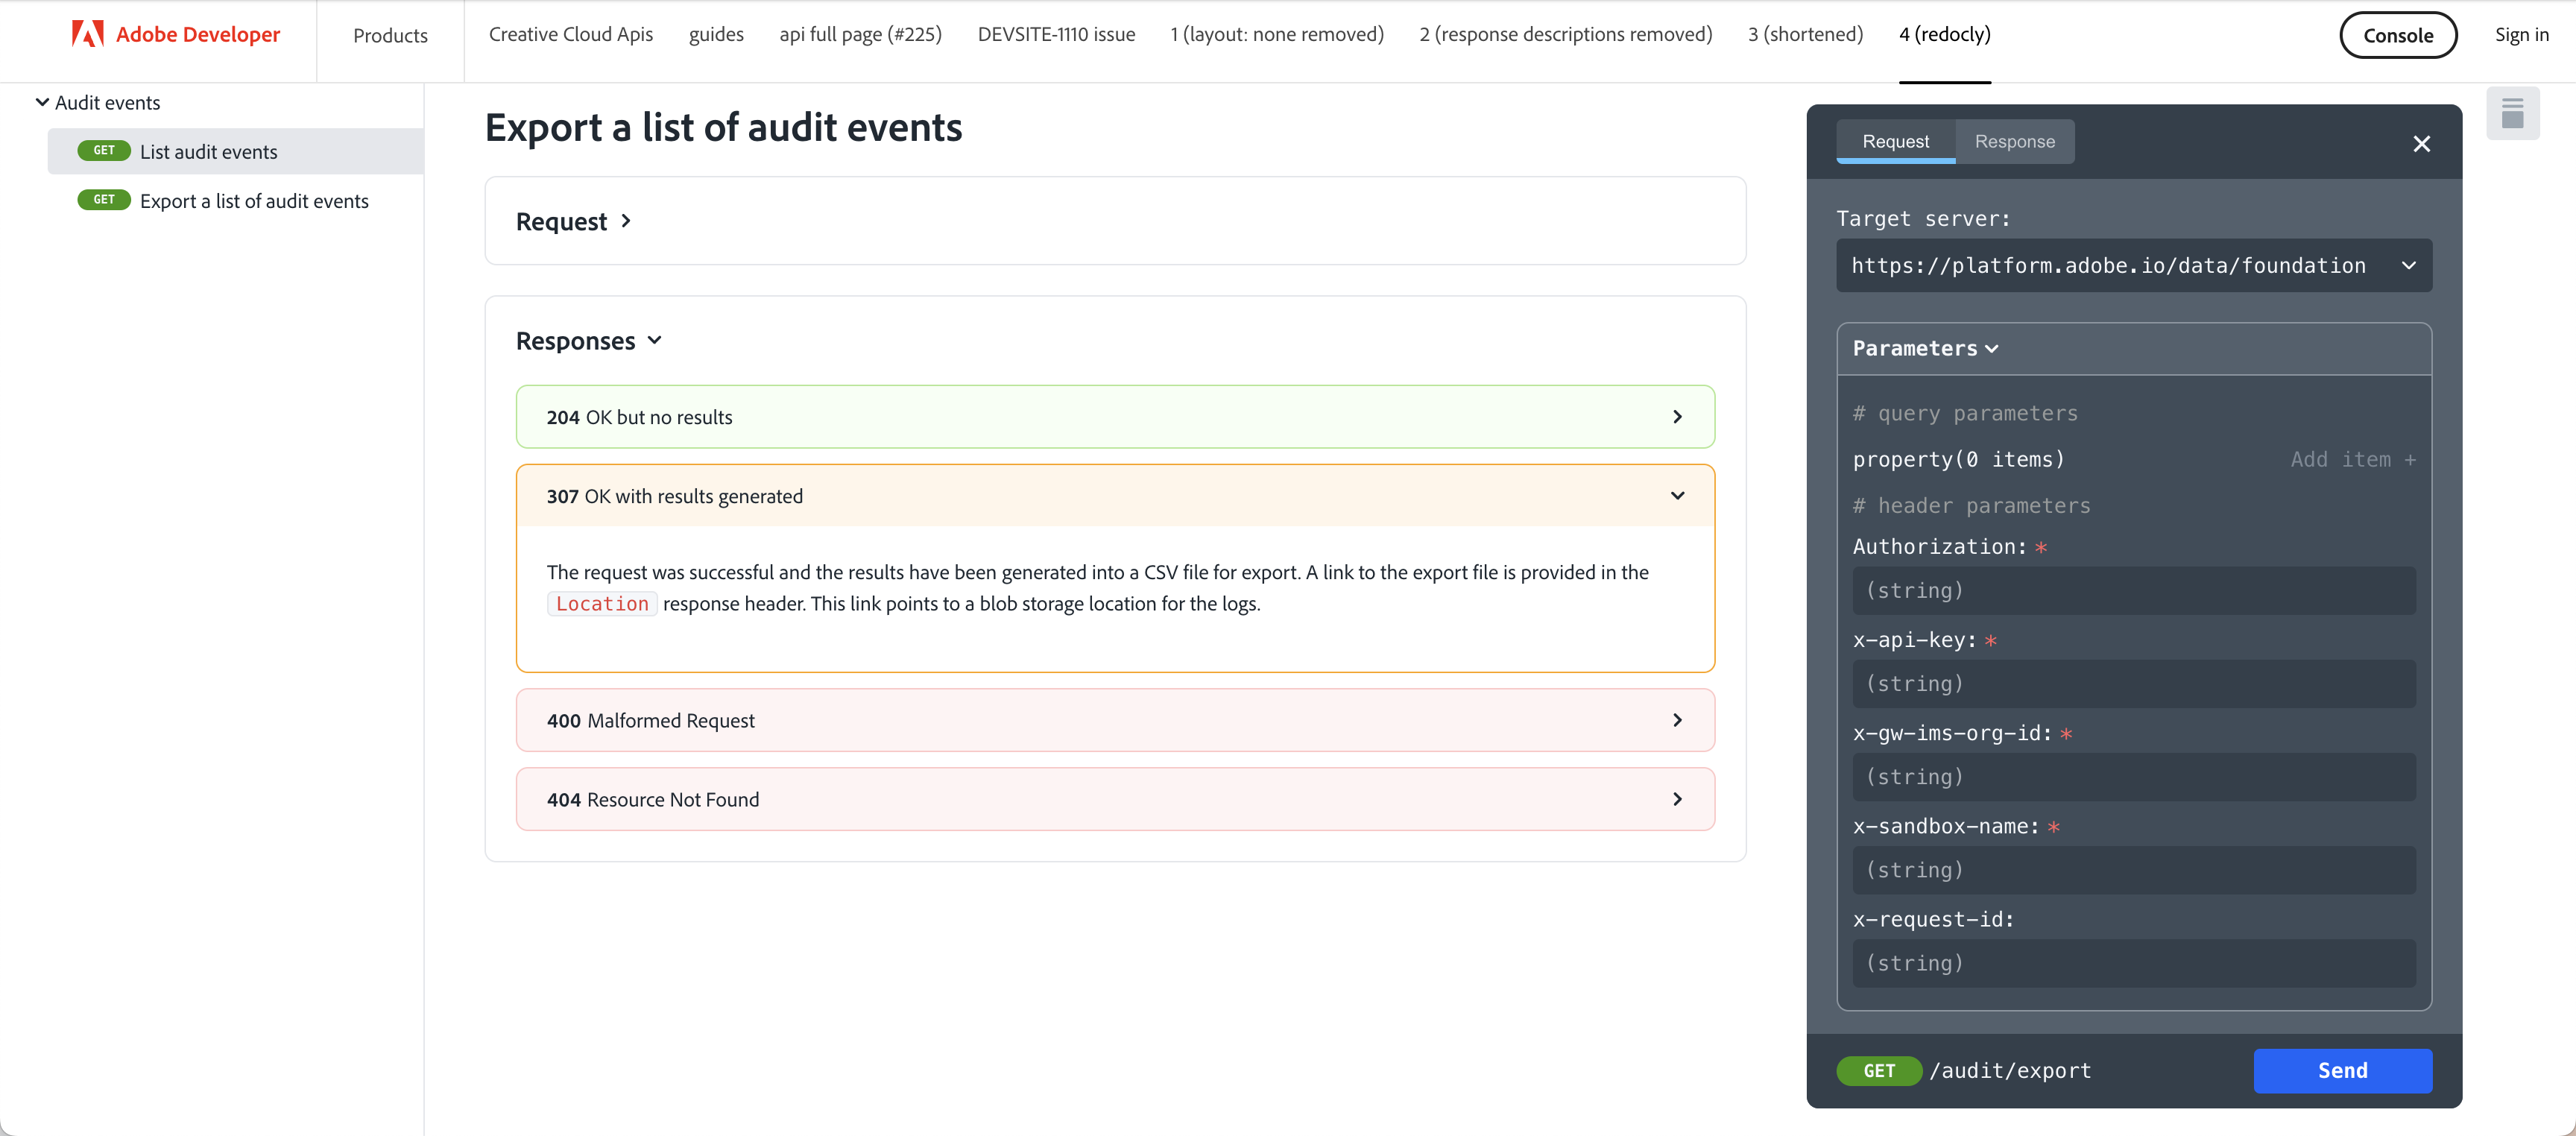 Adobe Developer
Products
Creative Cloud Apis
guides
api full page (#225)
DEVSITE-1110 issue
1 (layout: none removed)
2 (response descriptions removed)
3 (shortened)
4 (redocly)
Console
Sign in
Audit events
GET List audit events
GET Export a list of audit events
Export a list of audit events
Request
Responses
204 OK but no results
307 OK with results generated
The request was successful and the results have been generated into a CSV file for export. A link to the export file is provided in the
Location response header. This link points to a blob storage location for the logs.
400 Malformed Request
404 Resource Not Found
Request
Response
Target server:
https://platform.adobe.io/data/foundation
Parameters
# query parameters
property(0 items) Add item +
# header parameters
Authorization: *
(string)
x-api-key: *
(string)
x-gw-ims-org-id: *
(string)
x-sandbox-name: *
(string)
x-request-id:
(string)
GET /audit/export
Send